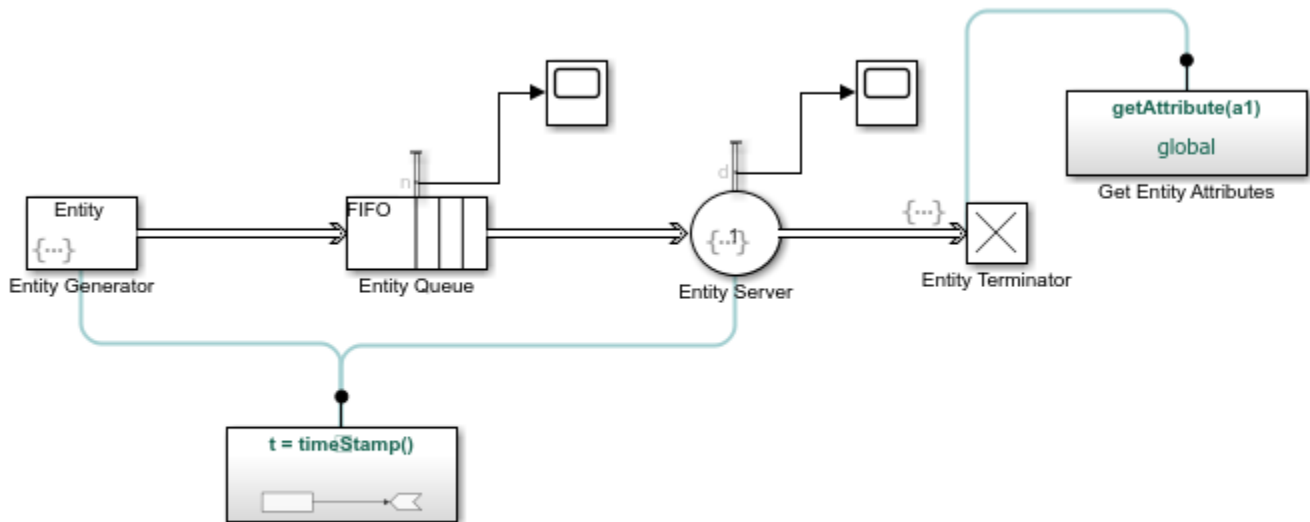 getAttribute(a1)
global
Get Entity Attributes
n
d
Entity
{...}
Entity Generator
FIFO
Entity Queue
{...}
1
Entity Server
{...}
Entity Terminator
t = timeStamp()